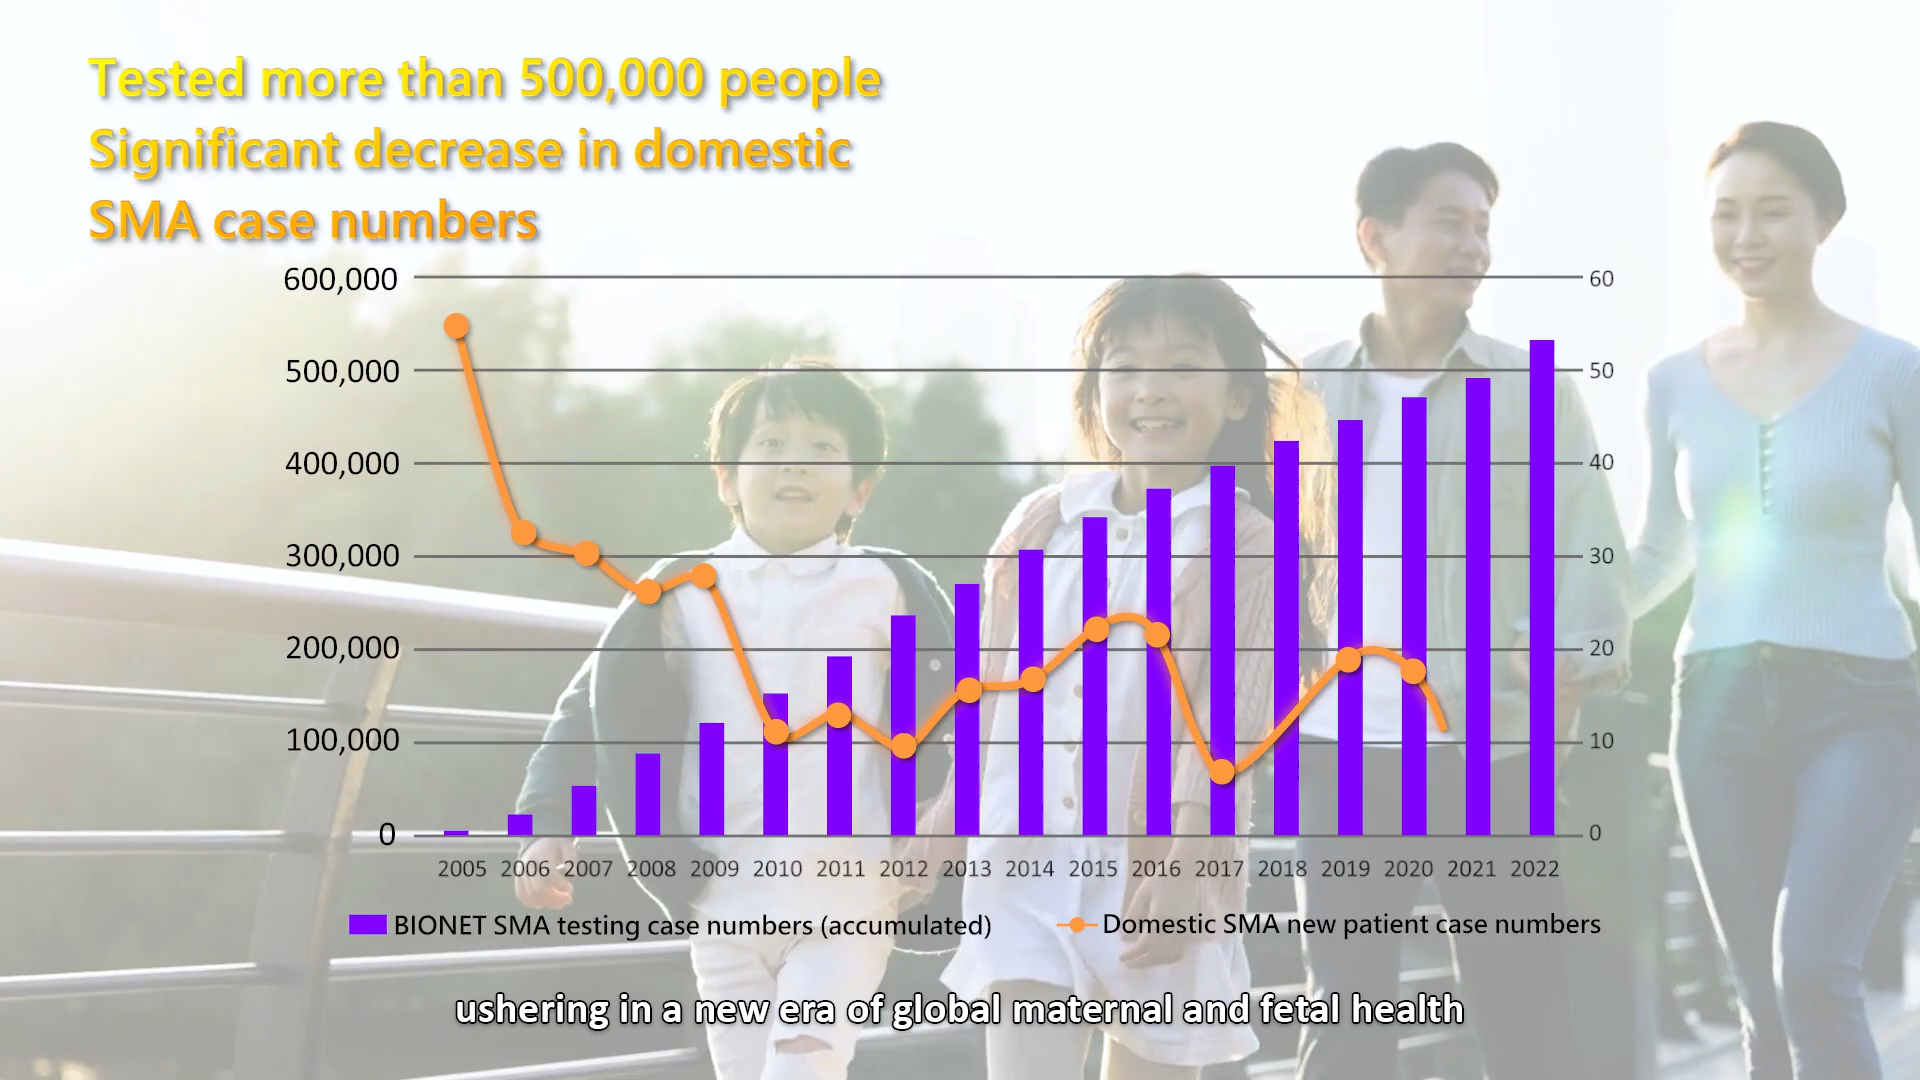 Tested more than 500,000 people
Significant decrease in domestic
SMA case numbers
600,000
500,000
400,000
300,000
200,000
100,000
0
60
50
40
30
20
10
0
2005 2006 2007 2008 2009 2010 2011 2012 2013 2014 2015 2016 2017 2018 2019 2020 2021 2022
BIONET SMA testing case numbers (accumulated)
Domestic SMA new patient case numbers
ushering in a new era of global maternal and fetal health